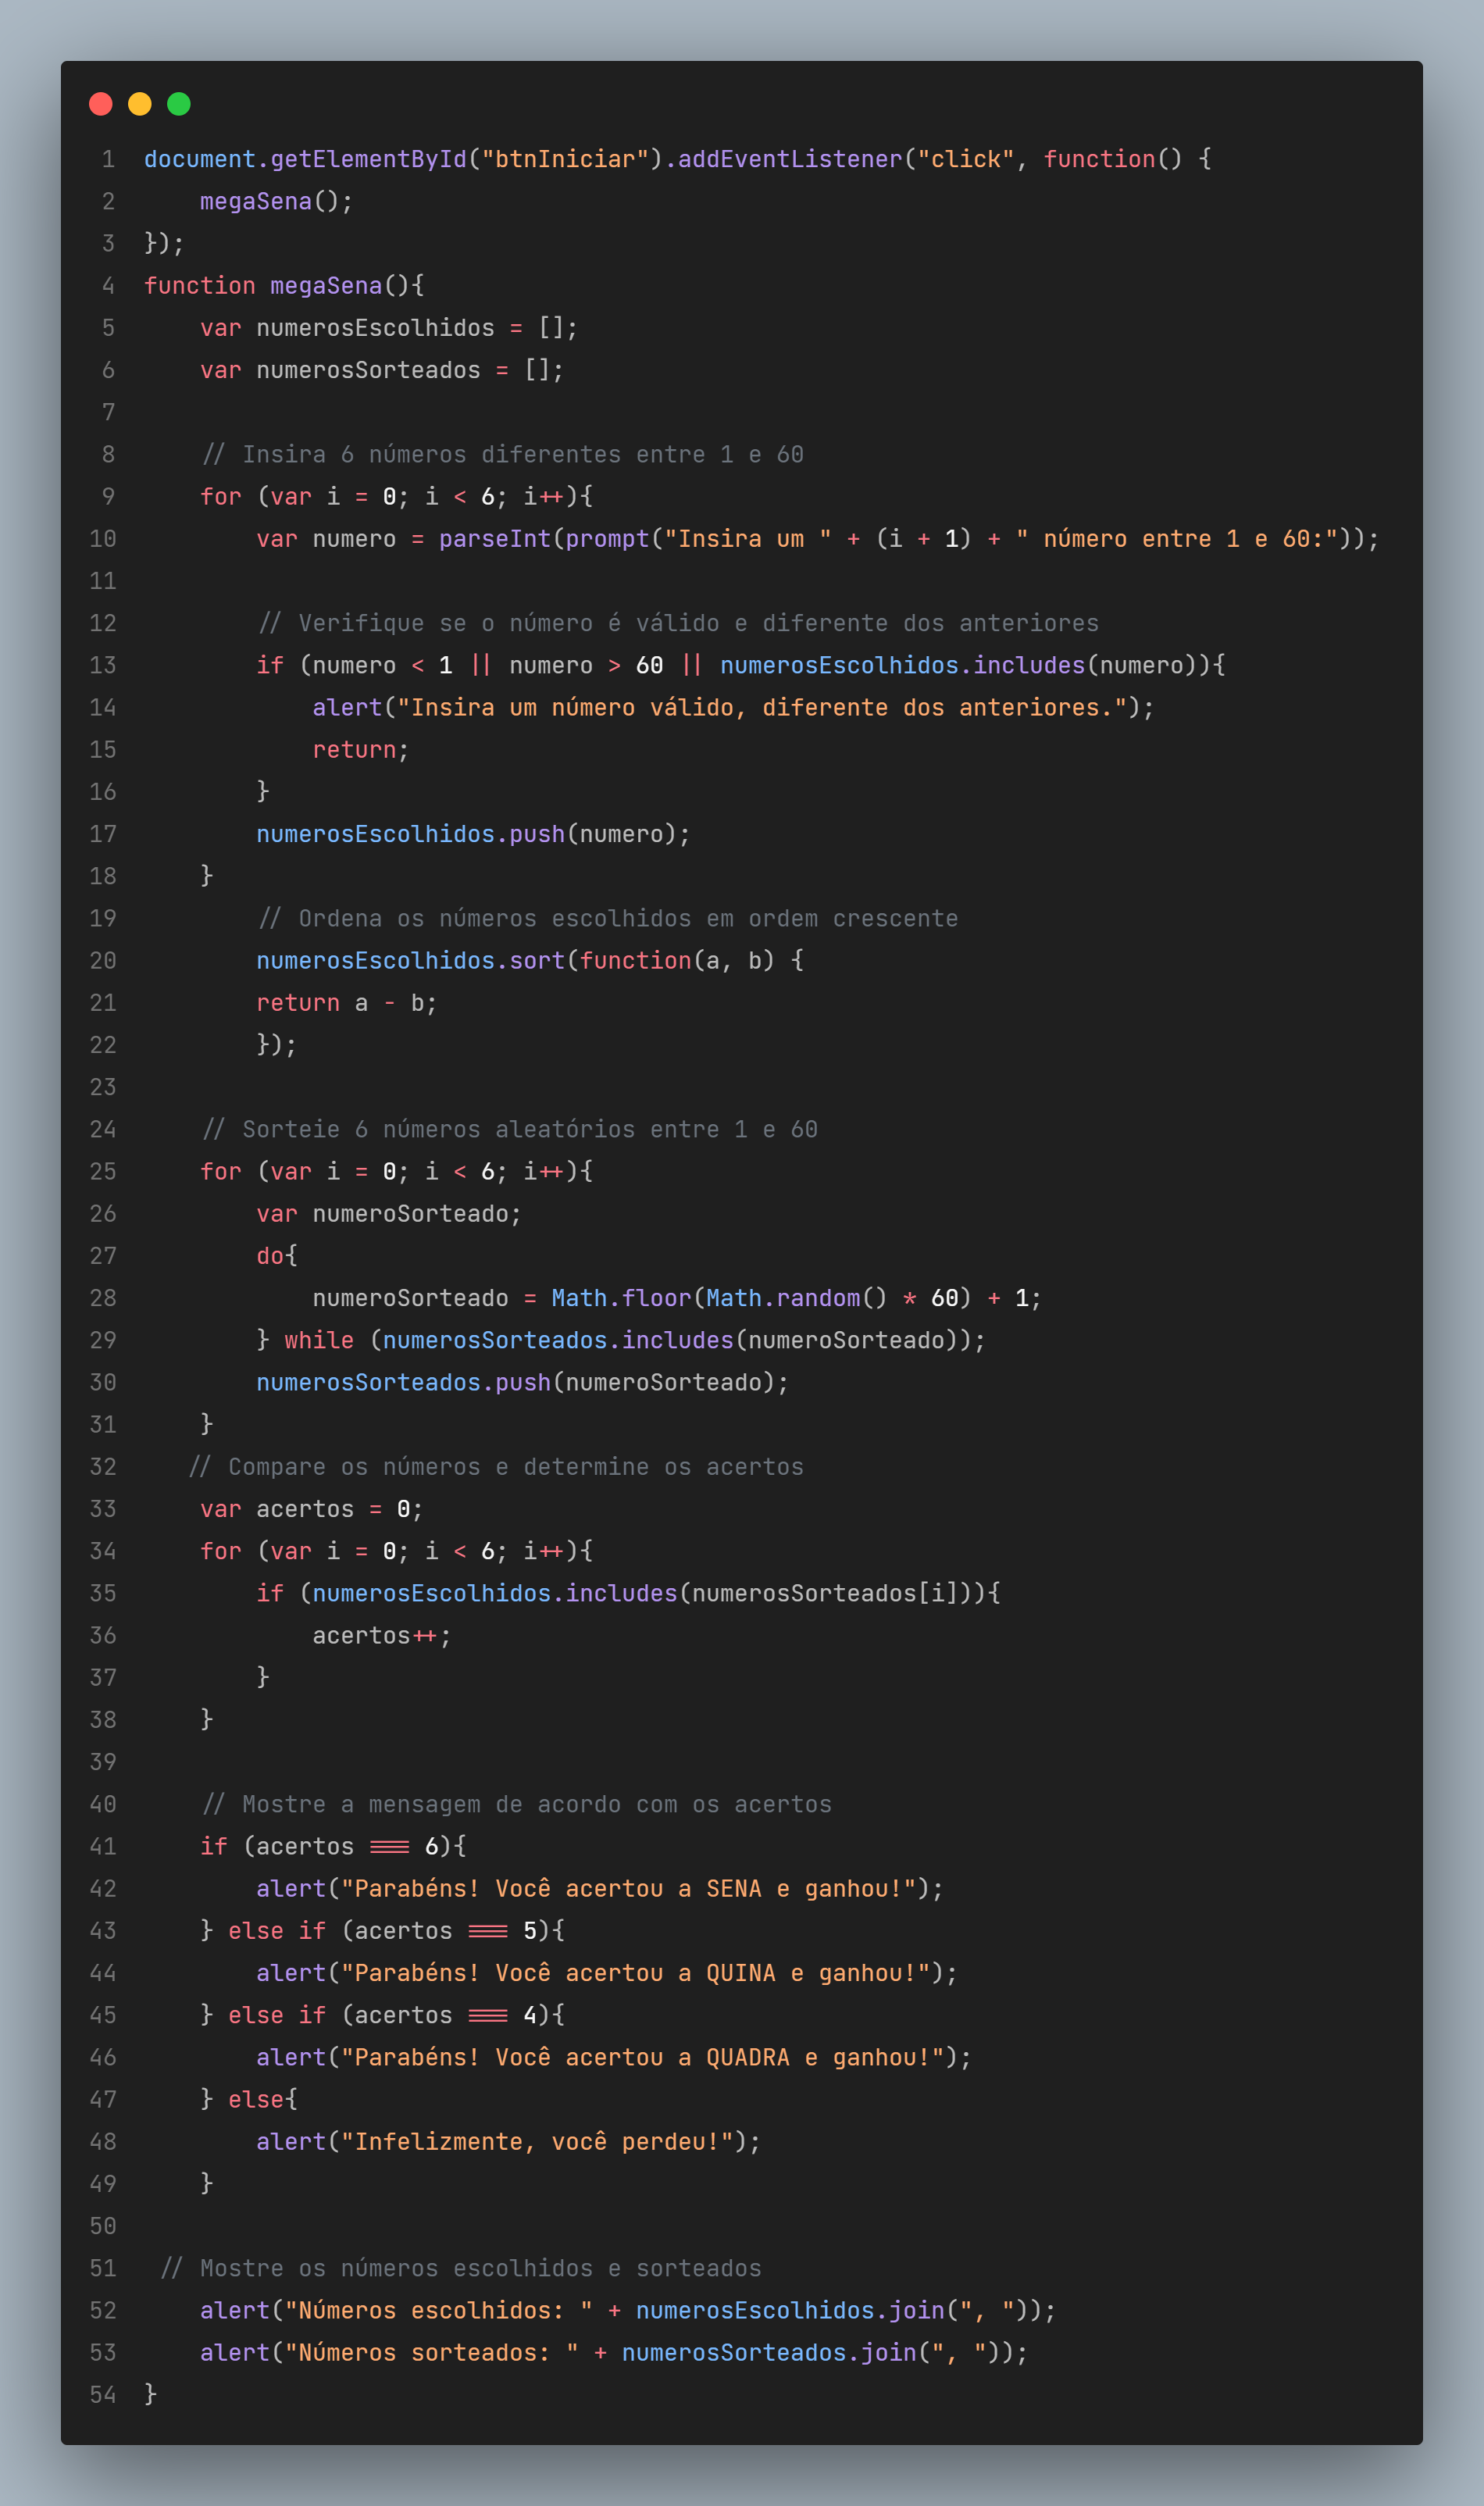 1 document.getElementById("btnIniciar").addEventListener("click", function() {
2     megaSena();
3 });
4 function megaSena(){
5     var numerosEscolhidos = [];
6     var numerosSorteados = [];
7
8     // Insira 6 números diferentes entre 1 e 60
9     for (var i = 0; i < 6; i++){
10         var numero = parseInt(prompt("Insira um " + (i + 1) + " número entre 1 e 60:"));
11
12         // Verifique se o número é válido e diferente dos anteriores
13         if (numero < 1 || numero > 60 || numerosEscolhidos.includes(numero)){
14             alert("Insira um número válido, diferente dos anteriores.");
15             return;
16         }
17         numerosEscolhidos.push(numero);
18     }
19         // Ordena os números escolhidos em ordem crescente
20         numerosEscolhidos.sort(function(a, b) {
21         return a - b;
22         });
23
24     // Sorteie 6 números aleatórios entre 1 e 60
25     for (var i = 0; i < 6; i++){
26         var numeroSorteado;
27         do{
28             numeroSorteado = Math.floor(Math.random() * 60) + 1;
29         } while (numerosSorteados.includes(numeroSorteado));
30         numerosSorteados.push(numeroSorteado);
31     }
32    // Compare os números e determine os acertos
33     var acertos = 0;
34     for (var i = 0; i < 6; i++){
35         if (numerosEscolhidos.includes(numerosSorteados[i])){
36             acertos++;
37         }
38     }
39
40     // Mostre a mensagem de acordo com os acertos
41     if (acertos === 6){
42         alert("Parabéns! Você acertou a SENA e ganhou!");
43     } else if (acertos === 5){
44         alert("Parabéns! Você acertou a QUINA e ganhou!");
45     } else if (acertos === 4){
46         alert("Parabéns! Você acertou a QUADRA e ganhou!");
47     } else{
48         alert("Infelizmente, você perdeu!");
49     }
50
51  // Mostre os números escolhidos e sorteados
52     alert("Números escolhidos: " + numerosEscolhidos.join(", "));
53     alert("Números sorteados: " + numerosSorteados.join(", "));
54 }